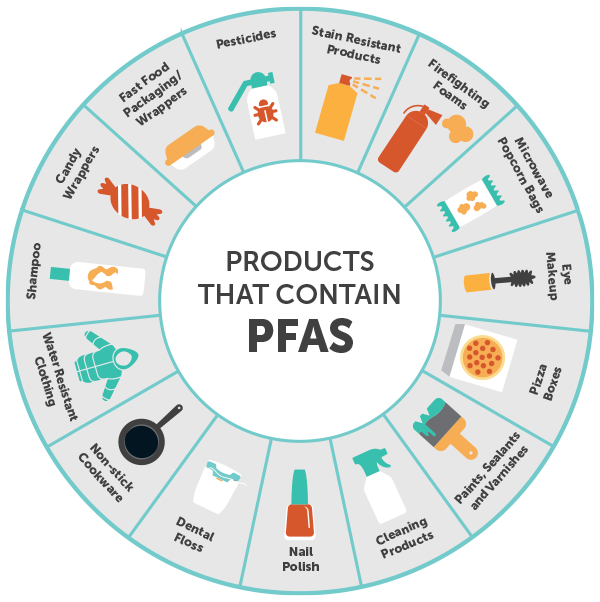 PRODUCTS
THAT CONTAIN
PFAS
Pesticides
Stain Resistant
Products
Firefighting
Foams
Microwave
Popcorn Bags
Eye
Makeup
Pizza
Boxes
Paints, Sealants
and Varnishes
Cleaning
Products
Nail
Polish
Dental
Floss
Non-stick
Cookware
Water Resistant
Clothing
Shampoo
Candy
Wrappers
Fast Food
Packaging/
Wrappers